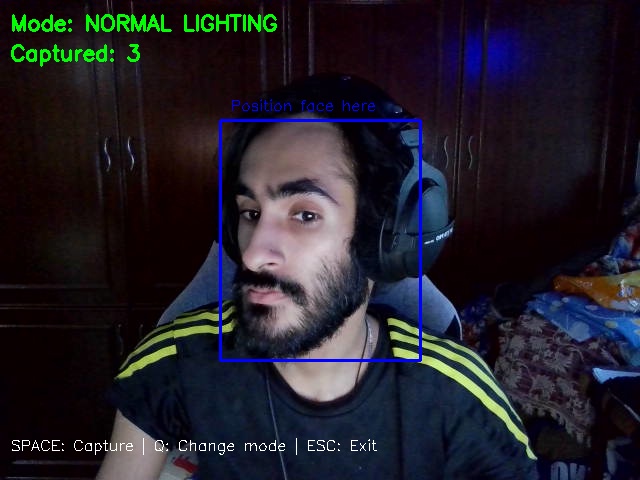 Mode: NORMAL LIGHTING
Captured: 3
Position face here
SPACE: Capture | Q: Change mode | ESC: Exit